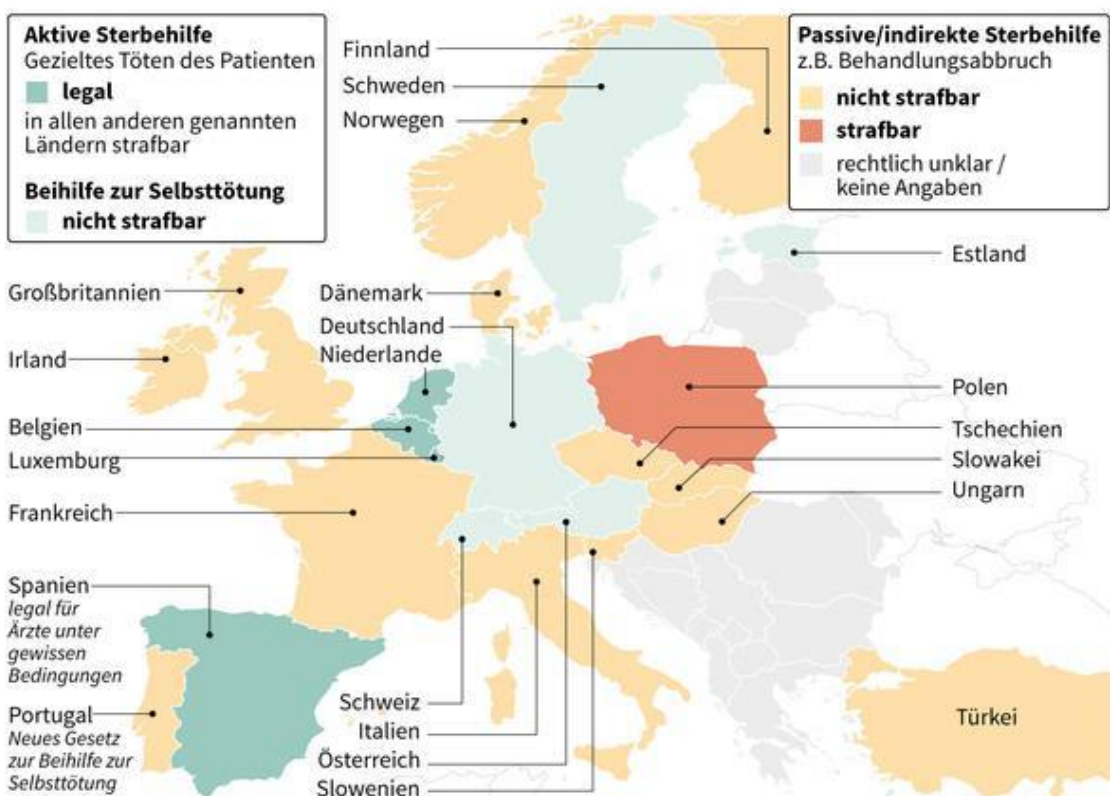 Aktive Sterbehilfe
Gezieltes Töten des Patienten
legal
in allen anderen genannten
Ländern strafbar
Beihilfe zur Selbsttötung
nicht strafbar
Passive/indirekte Sterbehilfe
z.B. Behandlungsabbruch
nicht strafbar
strafbar
rechtlich unklar /
keine Angaben
Finnland
Schweden
Norwegen
Estland
Großbritannien
Irland
Dänemark
Deutschland
Niederlande
Belgien
Luxemburg
Frankreich
Polen
Tschechien
Slowakei
Ungarn
Spanien
legal für
Ärzte unter
gewissen
Bedingungen
Portugal
Neues Gesetz
zur Beihilfe zur
Selbsttötung
Schweiz
Italien
Österreich
Slowenien
Türkei